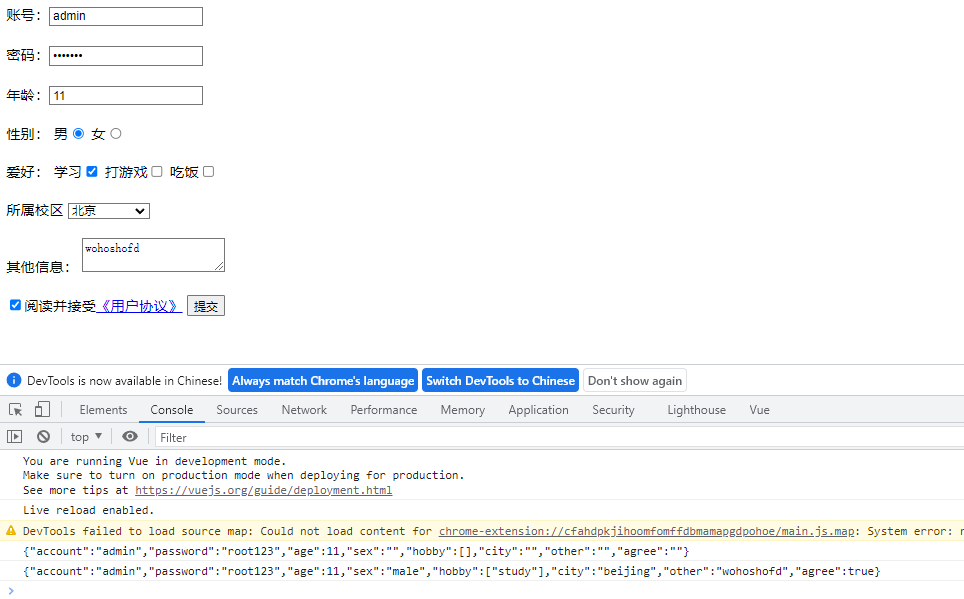 账号: admin
密码: •••••••
年龄: 11
性别: 男 女
爱好: 学习 打游戏 吃饭
所属校区 北京
其他信息: wohoshofd
阅读并接受《用户协议》 提交
DevTools is now available in Chinese! Always match Chrome's language Switch DevTools to Chinese Don't show again
Elements Console Sources Network Performance Memory Application Security Lighthouse Vue
top Filter
You are running Vue in development mode.
Make sure to turn on production mode when deploying for production.
See more tips at https://vuejs.org/guide/deployment.html
Live reload enabled.
DevTools failed to load source map: Could not load content for chrome-extension://cfahdpkjihoomfomffdbmamapgdpohoe/main.js.map: System error:
{"account":"admin","password":"root123","age":11,"sex":"","hobby":[],"city":"","other":"","agree":""}
{"account":"admin","password":"root123","age":11,"sex":"male","hobby":["study"],"city":"beijing","other":"wohoshofd","agree":true}